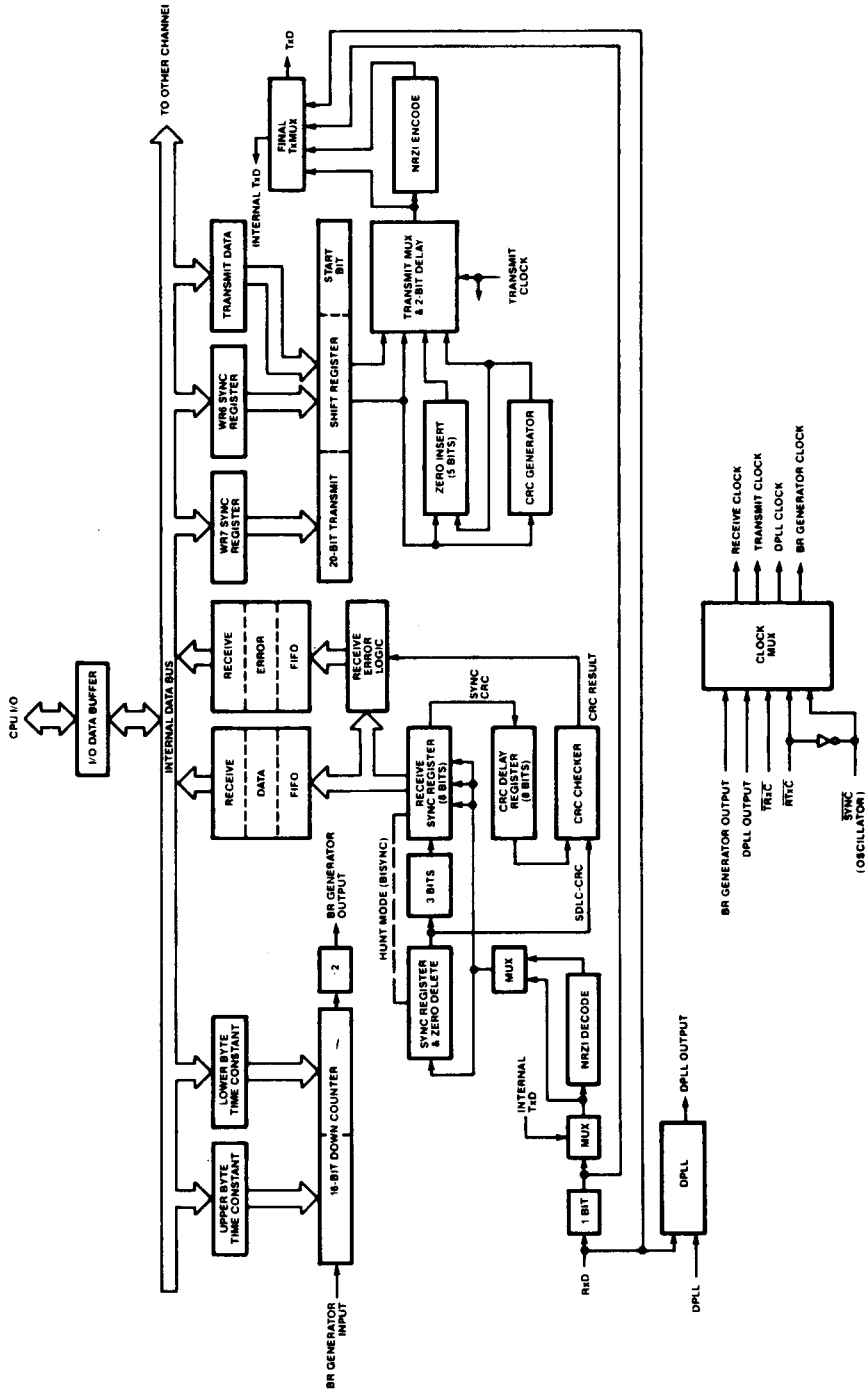 CPU I/O
I/O DATA BUFFER
INTERNAL DATA BUS
TO OTHER CHANNEL
UPPER BYTE
TIME CONSTANT
LOWER BYTE
TIME CONSTANT
BR GENERATOR
INPUT
16-BIT DOWN COUNTER
÷2
BR GENERATOR
OUTPUT
RECEIVE
DATA
FIFO
RECEIVE
ERROR
FIFO
RECEIVE
ERROR
LOGIC
HUNT MODE (BISYNC)
SYNC REGISTER
& ZERO DELETE
3 BITS
RECEIVE
SYNC REGISTER
(8 BITS)
SYNC
CRC
CRC DELAY
REGISTER
(8 BITS)
CRC CHECKER
CRC RESULT
SDLC-CRC
MUX
NRZI DECODE
INTERNAL
TxD
MUX
1 BIT
RxD
DPLL
DPLL
DPLL OUTPUT
WR7 SYNC
REGISTER
WR6 SYNC
REGISTER
TRANSMIT DATA
20-BIT TRANSMIT
SHIFT REGISTER
START
BIT
ZERO INSERT
(5 BITS)
CRC GENERATOR
TRANSMIT MUX
& 2-BIT DELAY
TRANSMIT
CLOCK
NRZI ENCODE
INTERNAL TxD
FINAL
TxMUX
TxD
BR GENERATOR OUTPUT
DPLL OUTPUT
TRxC
RTxC
SYNC
(OSCILLATOR)
CLOCK
MUX
RECEIVE CLOCK
TRANSMIT CLOCK
DPLL CLOCK
BR GENERATOR CLOCK